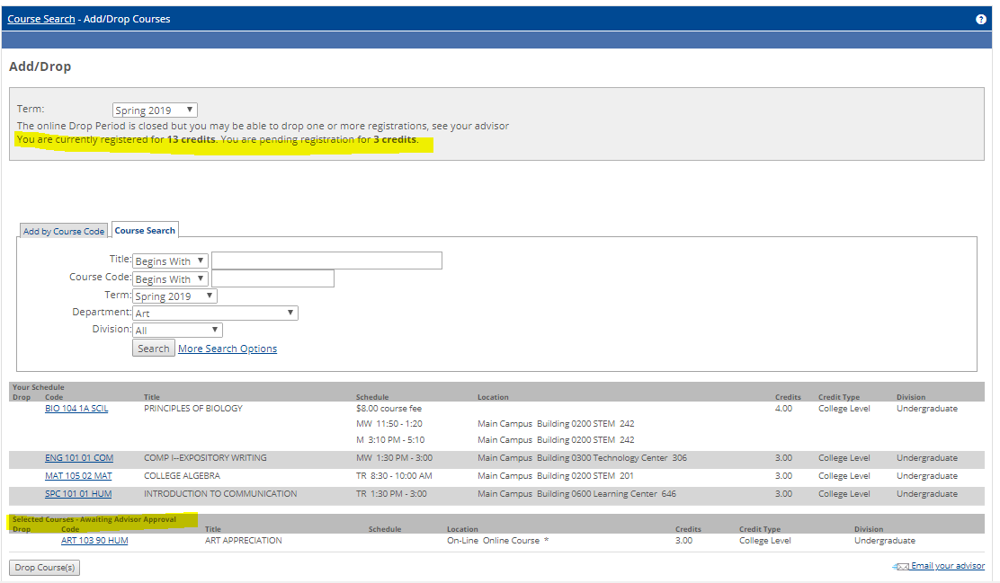 Course Search - Add/Drop Courses ?
Add/Drop
Term: Spring 2019
The online Drop Period is closed but you may be able to drop one or more registrations, see your advisor
You are currently registered for 13 credits. You are pending registration for 3 credits.
Add by Course Code Course Search
Title: Begins With
Course Code: Begins With
Term: Spring 2019
Department: Art
Division: All
Search More Search Options
Your Schedule
Drop Code Title Schedule Location Credits Credit Type Division
BIO 104 1A SCIL PRINCIPLES OF BIOLOGY $8.00 course fee 4.00 College Level Undergraduate
MW 11:50 - 1:20 Main Campus Building 0200 STEM 242
M 3:10 PM - 5:10 Main Campus Building 0200 STEM 242
ENG 101 01 COM COMP I--EXPOSITORY WRITING MW 1:30 PM - 3:00 Main Campus Building 0300 Technology Center 306 3.00 College Level Undergraduate
MAT 105 02 MAT COLLEGE ALGEBRA TR 8:30 - 10:00 AM Main Campus Building 0200 STEM 201 3.00 College Level Undergraduate
SPC 101 01 HUM INTRODUCTION TO COMMUNICATION TR 1:30 PM - 3:00 Main Campus Building 0600 Learning Center 646 3.00 College Level Undergraduate
Selected Courses - Awaiting Advisor Approval
Drop Code Title Schedule Location Credits Credit Type Division
ART 103 90 HUM ART APPRECIATION On-Line Online Course * 3.00 College Level Undergraduate
Drop Course(s) Email your advisor